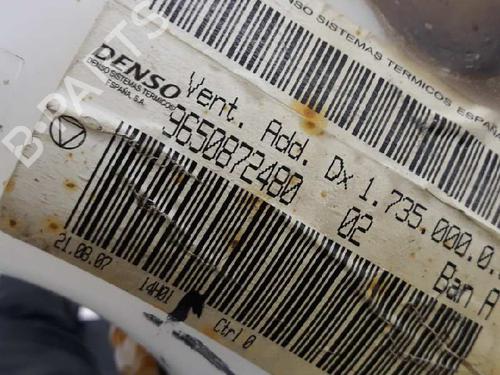 DENSO SISTEMAS TERMICOS ESPAÑA
DENSO
DENSO SISTEMAS TERMICOS
ESPAÑA, S.A.
Vent. Add. Dx 1.735.000.0
9650872480 02
Ban A
21.08.07 14H01 Ctrl 0
B PARTS